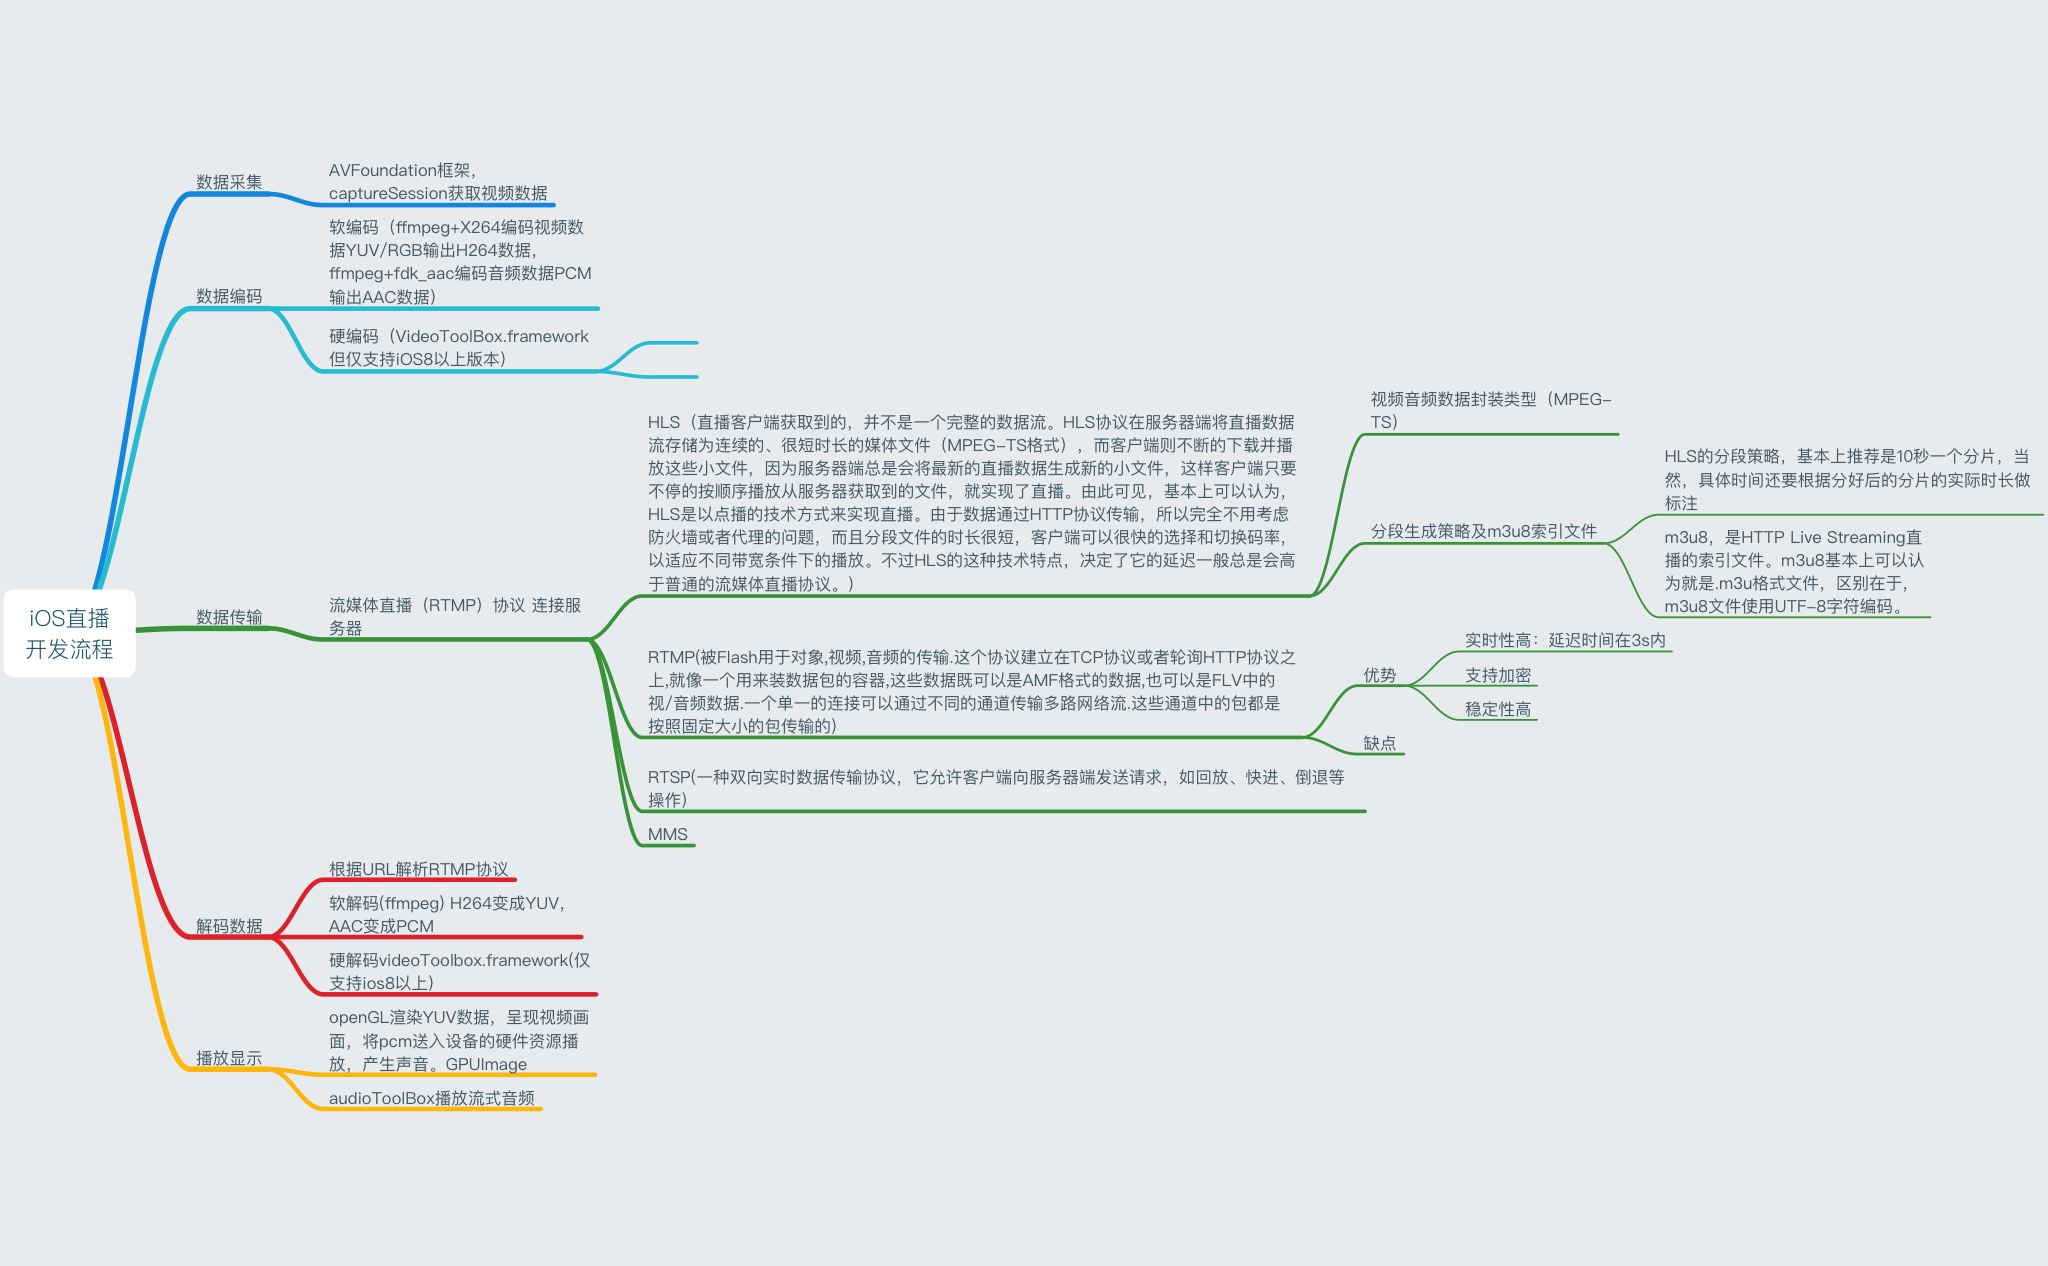 iOS直播
开发流程
数据采集
AVFoundation框架，
captureSession获取视频数据
数据编码
软编码（ffmpeg+X264编码视频数
据YUV/RGB输出H264数据，
ffmpeg+fdk_aac编码音频数据PCM
输出AAC数据）
硬编码（VideoToolBox.framework
但仅支持iOS8以上版本）
数据传输
流媒体直播（RTMP）协议 连接服
务器
HLS（直播客户端获取到的，并不是一个完整的数据流。HLS协议在服务器端将直播数据
流存储为连续的、很短时长的媒体文件（MPEG-TS格式），而客户端则不断的下载并播
放这些小文件，因为服务器端总是会将最新的直播数据生成新的小文件，这样客户端只要
不停的按顺序播放从服务器获取到的文件，就实现了直播。由此可见，基本上可以认为，
HLS是以点播的技术方式来实现直播。由于数据通过HTTP协议传输，所以完全不用考虑
防火墙或者代理的问题，而且分段文件的时长很短，客户端可以很快的选择和切换码率，
以适应不同带宽条件下的播放。不过HLS的这种技术特点，决定了它的延迟一般总是会高
于普通的流媒体直播协议。）
视频音频数据封装类型（MPEG-
TS）
分段生成策略及m3u8索引文件
HLS的分段策略，基本上推荐是10秒一个分片，当
然，具体时间还要根据分好后的分片的实际时长做
标注
m3u8，是HTTP Live Streaming直
播的索引文件。m3u8基本上可以认
为就是.m3u格式文件，区别在于，
m3u8文件使用UTF-8字符编码。
RTMP(被Flash用于对象,视频,音频的传输.这个协议建立在TCP协议或者轮询HTTP协议之
上,就像一个用来装数据包的容器,这些数据既可以是AMF格式的数据,也可以是FLV中的
视/音频数据.一个单一的连接可以通过不同的通道传输多路网络流.这些通道中的包都是
按照固定大小的包传输的)
优势
实时性高：延迟时间在3s内
支持加密
稳定性高
缺点
RTSP(一种双向实时数据传输协议，它允许客户端向服务器端发送请求，如回放、快进、倒退等
操作)
MMS
解码数据
根据URL解析RTMP协议
软解码(ffmpeg) H264变成YUV，
AAC变成PCM
硬解码videoToolbox.framework(仅
支持ios8以上)
播放显示
openGL渲染YUV数据，呈现视频画
面，将pcm送入设备的硬件资源播
放，产生声音。GPUImage
audioToolBox播放流式音频